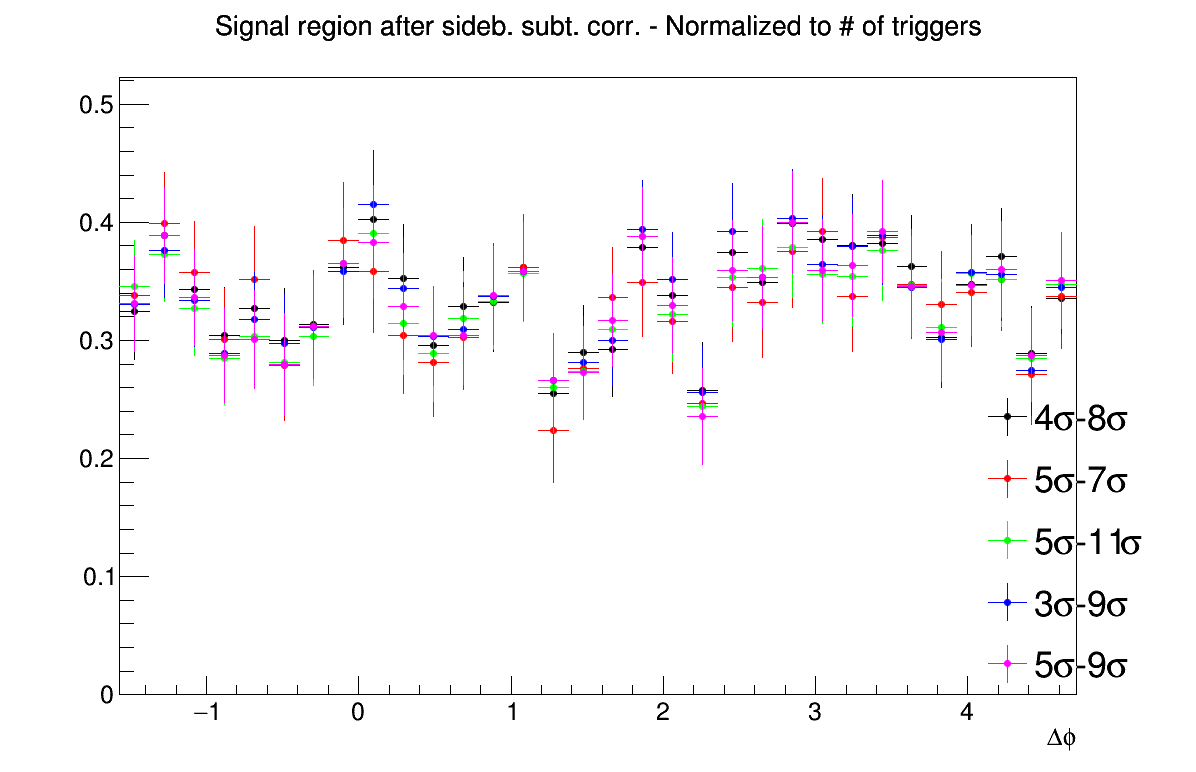 Signal region after sideb. subt. corr. - Normalized to # of triggers
0.5
0.4
0.3
0.2
0.1
0
4σ-8σ
5σ-7σ
5σ-11σ
3σ-9σ
5σ-9σ
−1 0 1 2 3 4
Δϕ